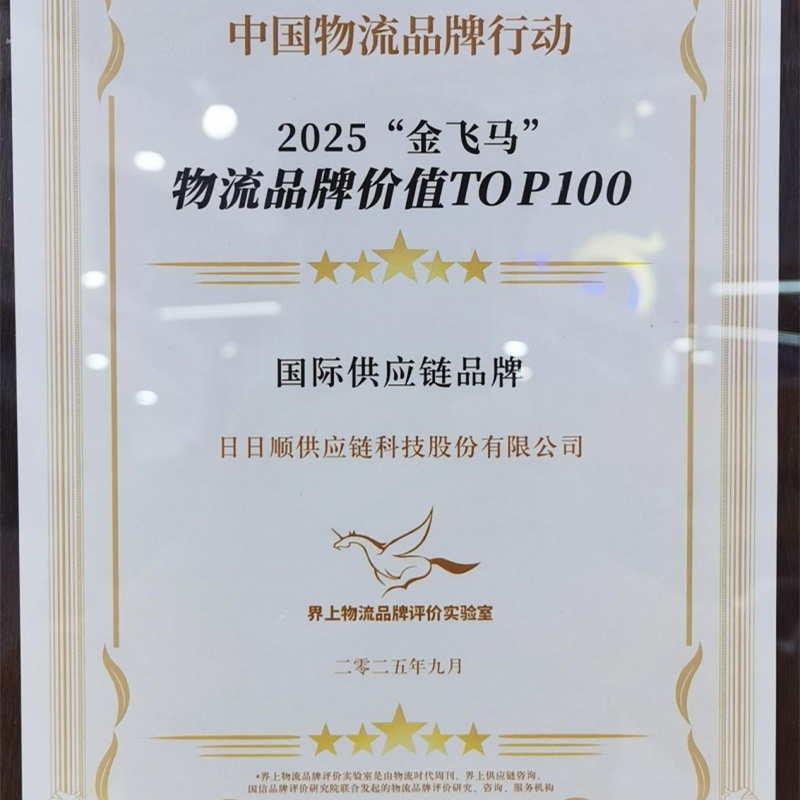 中国物流品牌行动
2025“金飞马”
物流品牌价值TOP100
国际供应链品牌
日日顺供应链科技股份有限公司
界上物流品牌评价实验室
二零二五年九月
*界上物流品牌评价实验室是由物流时代周刊、界上供应链咨询、
国信品牌评价研究院联合发起的物流品牌评价研究、咨询、服务机构